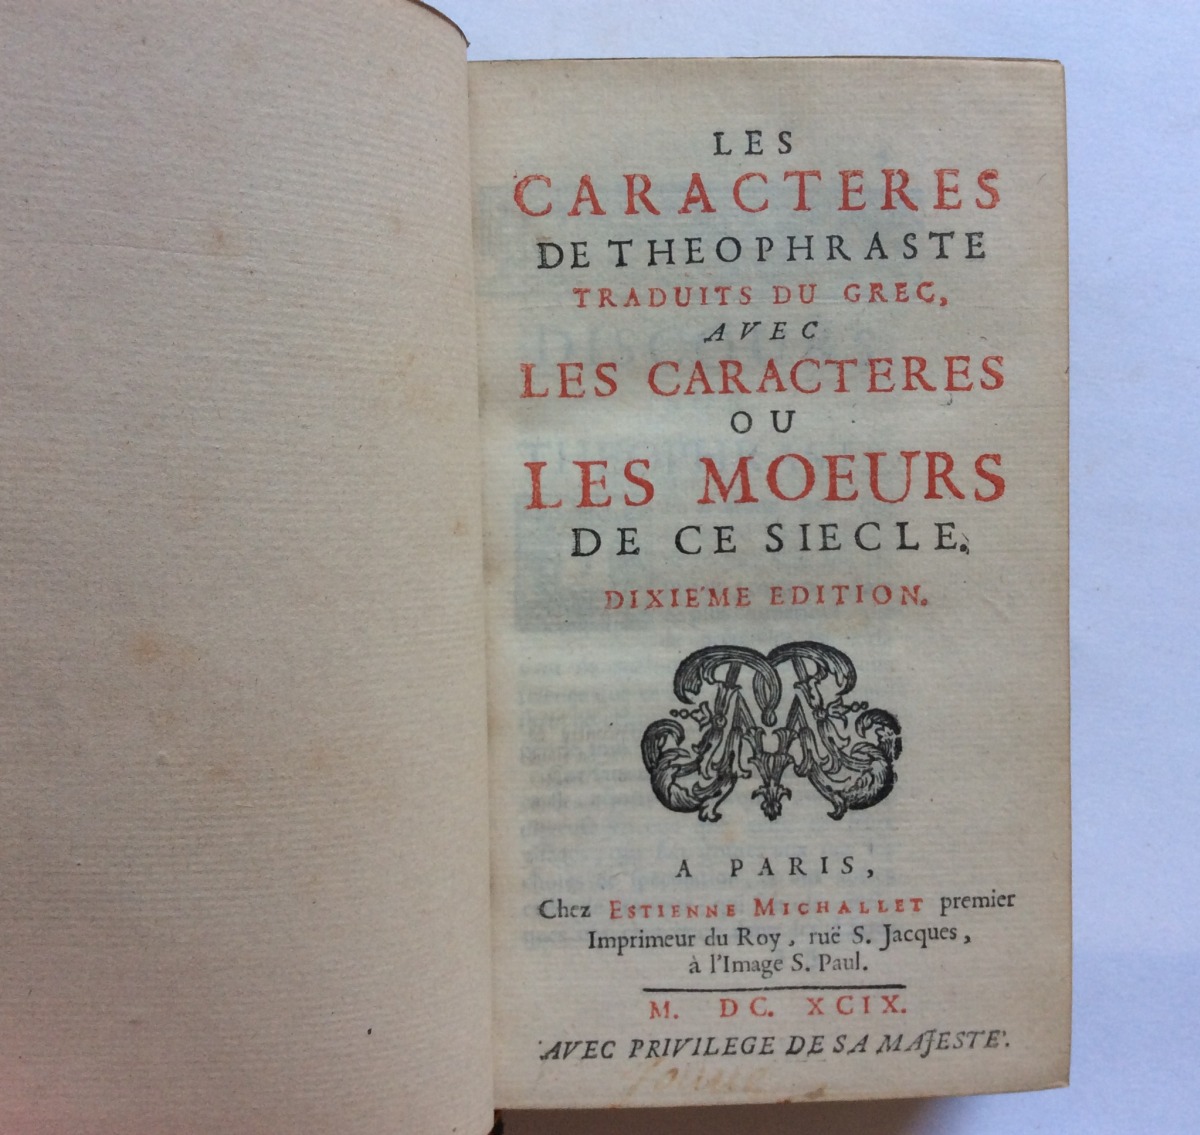 LES
CARACTERES
DE THEOPHRASTE
TRADUITS DU GREC,
AVEC
LES CARACTERES
OU
LES MOEURS
DE CE SIECLE.
DIXIE'ME EDITION.
A PARIS,
Chez ESTIENNE MICHALLET premier
Imprimeur du Roy, ruë S. Jacques,
à l'Image S. Paul.
M. DC. XCIX.
AVEC PRIVILEGE DE SA MAJESTE'.